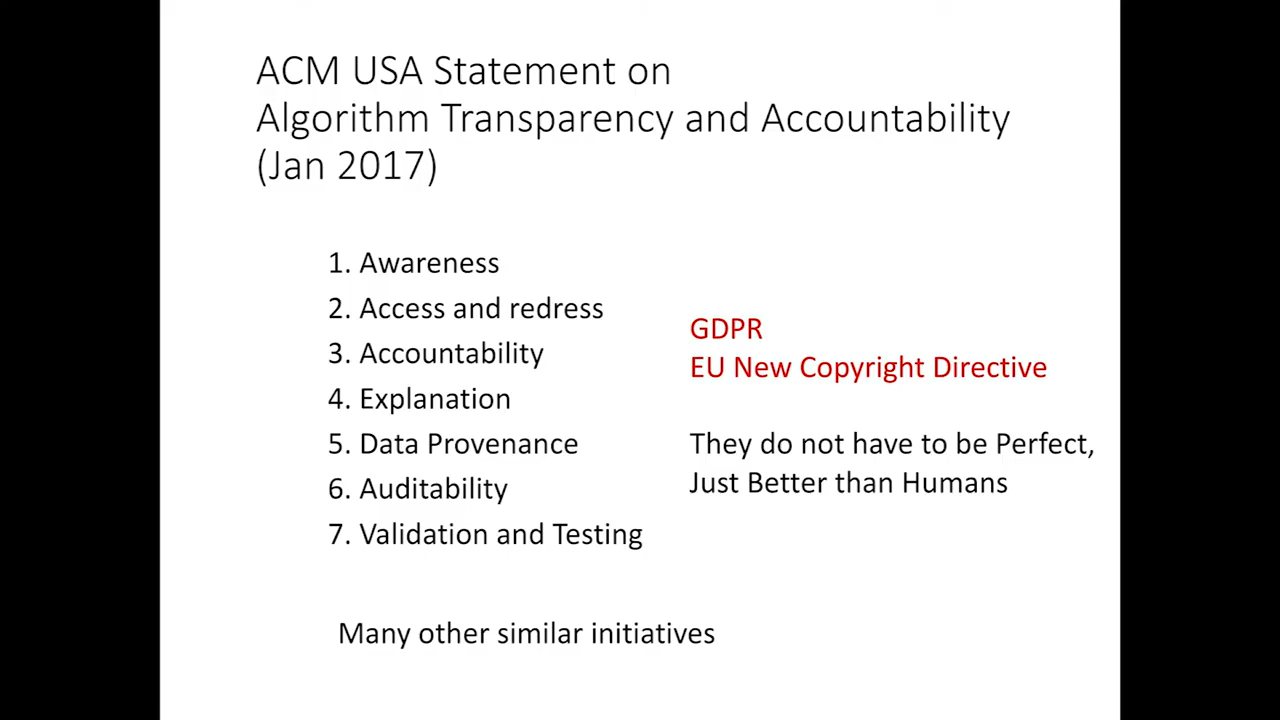 ACM USA Statement on
Algorithm Transparency and Accountability
(Jan 2017)
1. Awareness
2. Access and redress
3. Accountability
4. Explanation
5. Data Provenance
6. Auditability
7. Validation and Testing
GDPR
EU New Copyright Directive
They do not have to be Perfect,
Just Better than Humans
Many other similar initiatives